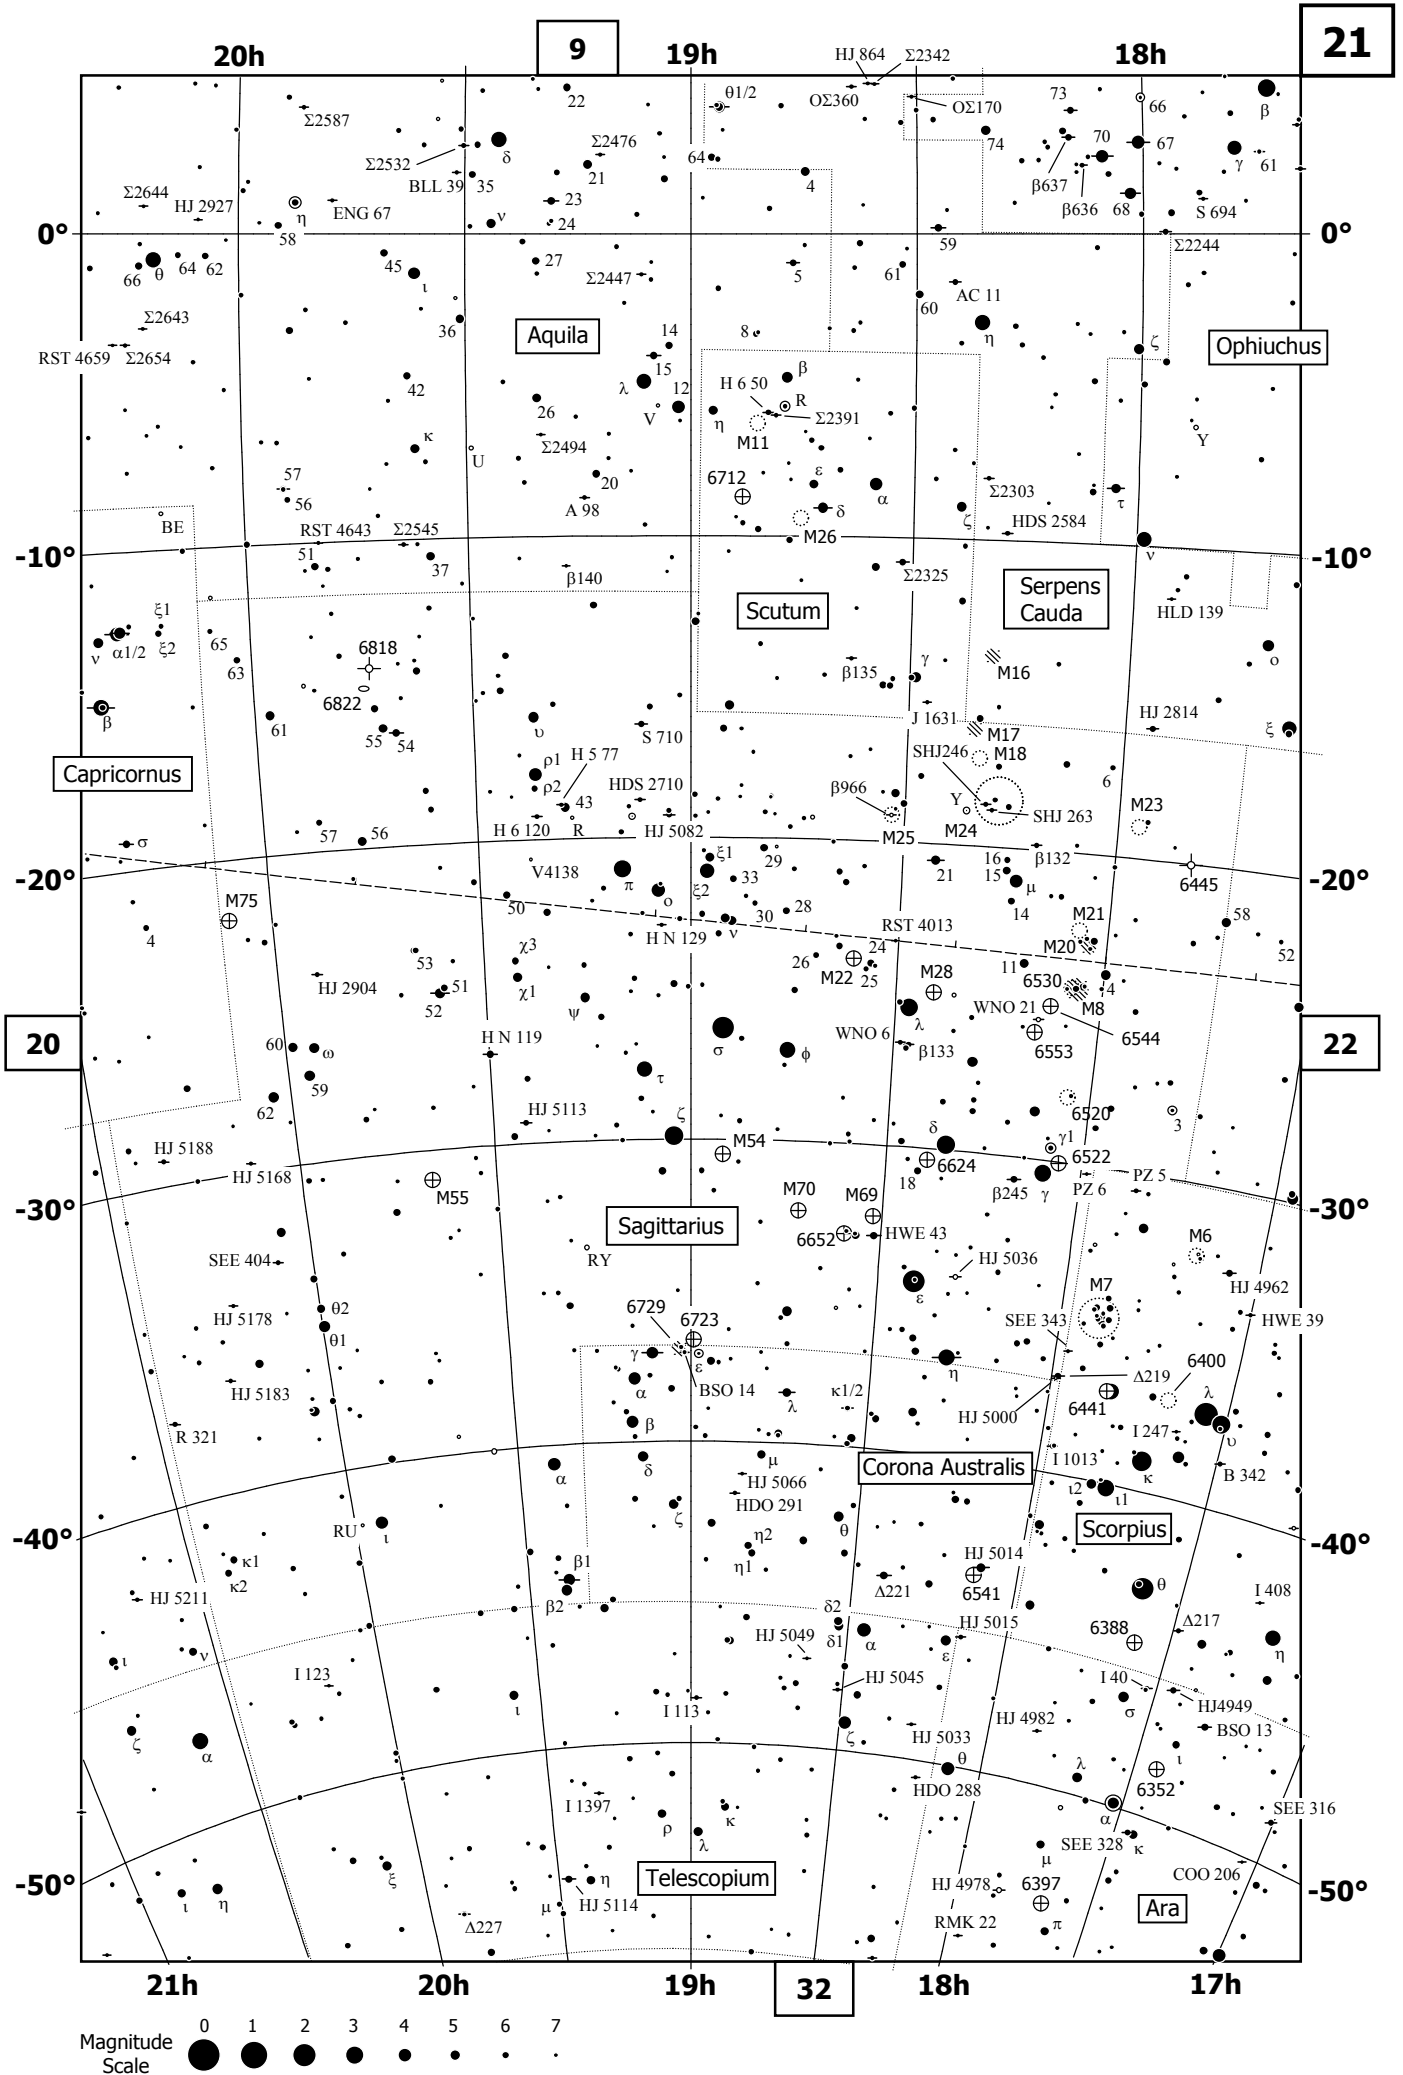 20h
9
19h
18h
21
HJ 864
Σ2342
22
θ1/2
ΟΣ360
ΟΣ170
73
66
β
Σ2587
74
70
67
Σ2532
δ
Σ2476
64
γ
61
BLL 39
35
21
4
β637
Σ2644
HJ 2927
η
ENG 67
23
β636
68
S 694
ν
24
58
0°
59
0°
Σ2244
66
θ
64
62
45
ι
27
Σ2447
5
61
60
AC 11
Σ2643
36
Aquila
14
8
η
ζ
Ophiuchus
RST 4659
Σ2654
15
λ
12
β
42
26
V
H 6 50
R
η
Σ2391
M11
κ
Σ2494
Y
U
57
20
6712
ε
α
Σ2303
τ
56
A 98
δ
ζ
BE
RST 4643
Σ2545
M26
HDS 2584
-10°
51
37
ν
-10°
β140
Σ2325
ξ1
Scutum
Serpens
Cauda
HLD 139
ν
α1/2
ξ2
65
63
6818
γ
ο
β135
M16
6822
β
61
υ
J 1631
HJ 2814
55
54
S 710
M17
ξ
H 5 77
SHJ246
M18
Capricornus
ρ1
6
ρ2
HDS 2710
β966
43
Y
M23
57
56
H 6 120
R
HJ 5082
M25
M24
SHJ 263
σ
ξ1
29
β132
-20°
V4138
π
ξ2
33
21
16
15
μ
6445
-20°
M75
50
ο
30
28
14
M21
58
4
H N 129
ν
RST 4013
M20
53
χ3
26
M22
24
52
HJ 2904
51
25
M28
11
6530
4
52
χ1
ψ
WNO 21
M8
20
60
ω
H N 119
σ
φ
λ
WNO 6
β133
6553
6544
22
59
τ
62
HJ 5113
ζ
6520
3
HJ 5188
M54
δ
γ1
6522
HJ 5168
6624
PZ 5
M55
18
β245
γ
PZ 6
-30°
Sagittarius
M70
M69
-30°
6652
HWE 43
M6
SEE 404
RY
HJ 5036
θ2
ε
M7
HJ 4962
HJ 5178
θ1
6729
6723
SEE 343
HWE 39
γ
ε
6400
HJ 5183
α
BSO 14
η
Δ219
κ1/2
λ
6441
λ
R 321
β
HJ 5000
I 247
υ
α
δ
μ
Corona Australis
I 1013
κ
B 342
HJ 5066
HDO 291
ι2
ι1
ζ
RU
ι
η2
θ
Scorpius
-40°
-40°
κ1
β1
η1
HJ 5014
κ2
HJ 5211
β2
Δ221
6541
θ
I 408
δ2
HJ 5015
Δ217
HJ 5049
δ1
α
6388
ι
ν
ε
η
I 123
HJ 5045
I 40
ι
I 113
σ
HJ4949
ζ
α
ζ
HJ 5033
HJ 4982
BSO 13
ι
θ
λ
6352
HDO 288
I 1397
ρ
κ
α
SEE 316
λ
SEE 328
κ
ξ
μ
-50°
Telescopium
COO 206
-50°
HJ 4978
6397
ι
η
η
μ
HJ 5114
Ara
Δ227
RMK 22
π
21h
20h
19h
32
18h
17h
Magnitude
Scale
0 1 2 3 4 5 6 7